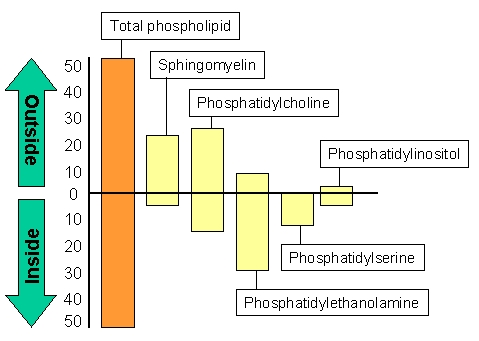 Total phospholipid
Sphingomyelin
Phosphatidylcholine
Phosphatidylinositol
Phosphatidylserine
Phosphatidylethanolamine
Outside
Inside
50
40
30
20
10
0
10
20
30
40
50